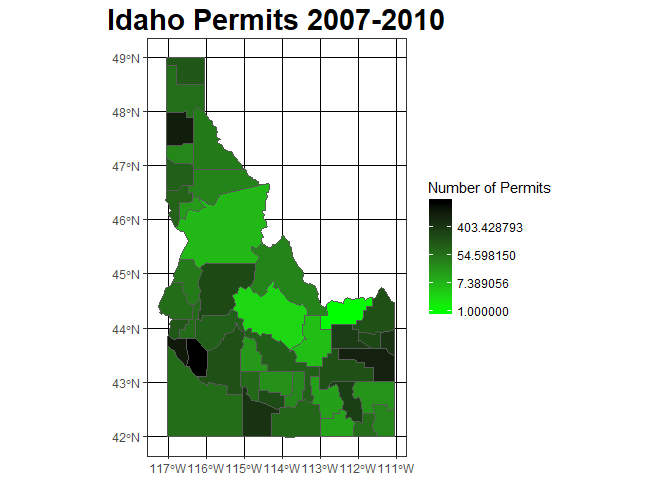 Idaho Permits 2007-2010
49°N
48°N
47°N
46°N
45°N
44°N
43°N
42°N
117°W 116°W 115°W 114°W 113°W 112°W 111°W
Number of Permits
403.428793
54.598150
7.389056
1.000000